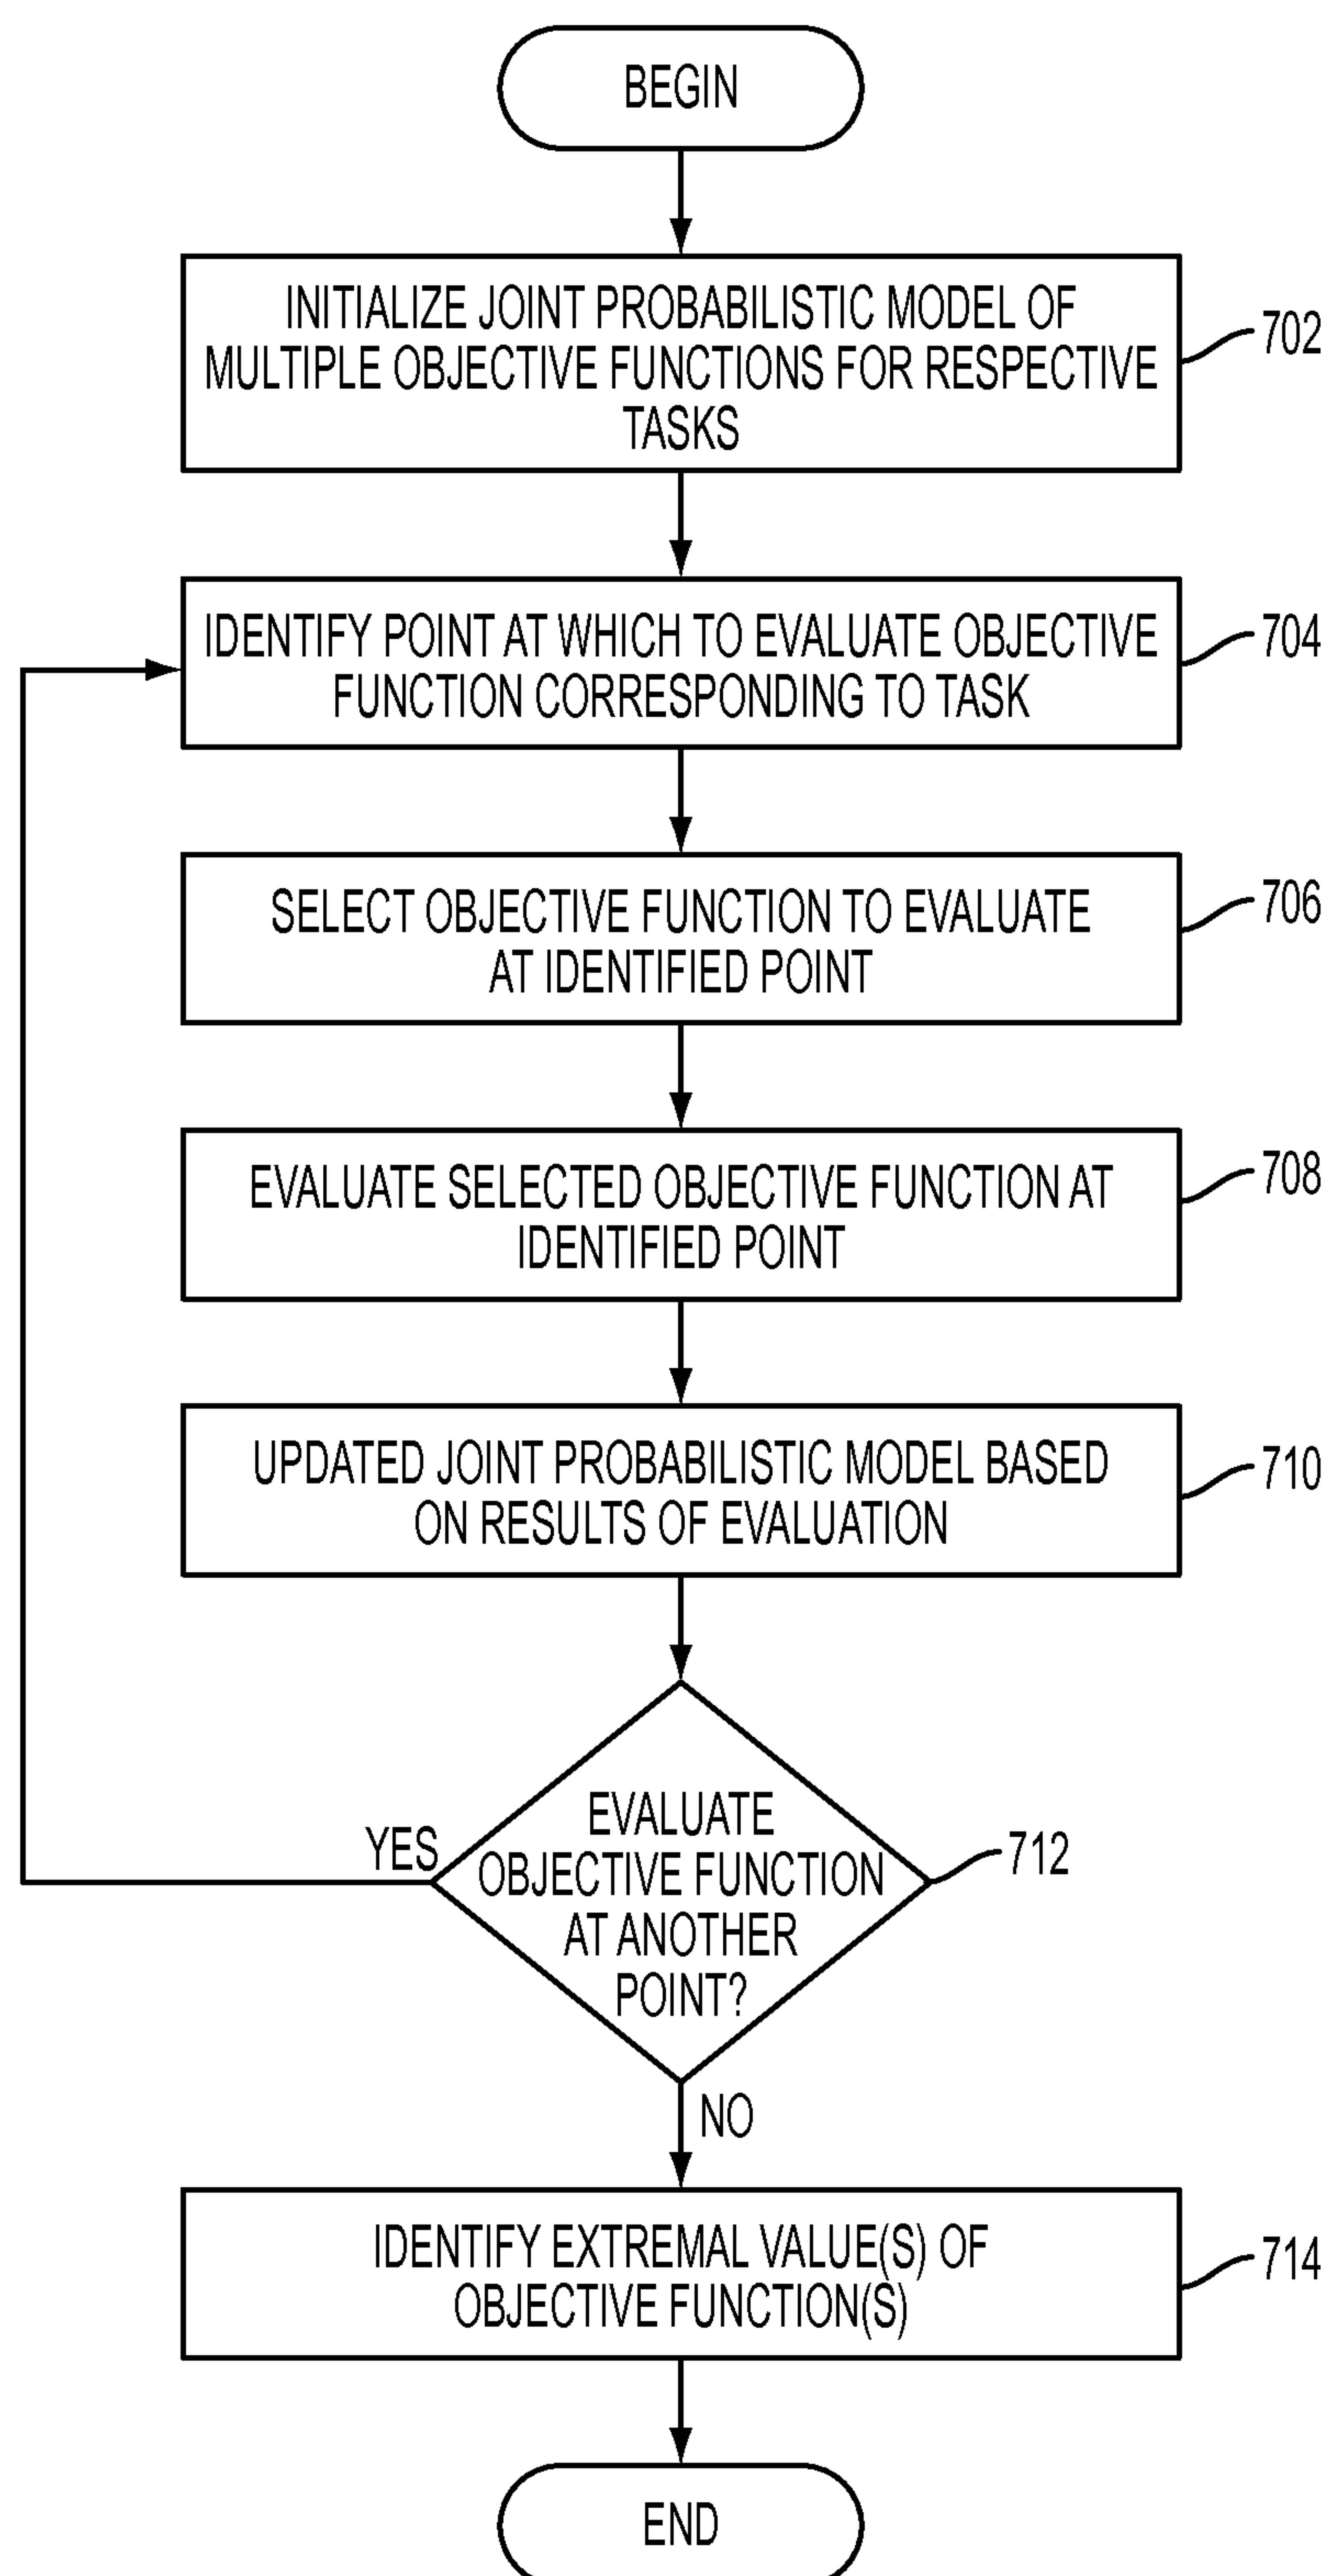 BEGIN
INITIALIZE JOINT PROBABILISTIC MODEL OF
MULTIPLE OBJECTIVE FUNCTIONS FOR RESPECTIVE
TASKS
702
IDENTIFY POINT AT WHICH TO EVALUATE OBJECTIVE
FUNCTION CORRESPONDING TO TASK
704
SELECT OBJECTIVE FUNCTION TO EVALUATE
AT IDENTIFIED POINT
706
EVALUATE SELECTED OBJECTIVE FUNCTION AT
IDENTIFIED POINT
708
UPDATED JOINT PROBABILISTIC MODEL BASED
ON RESULTS OF EVALUATION
710
YES
EVALUATE
OBJECTIVE FUNCTION
AT ANOTHER
POINT?
712
NO
IDENTIFY EXTREMAL VALUE(S) OF
OBJECTIVE FUNCTION(S)
714
END